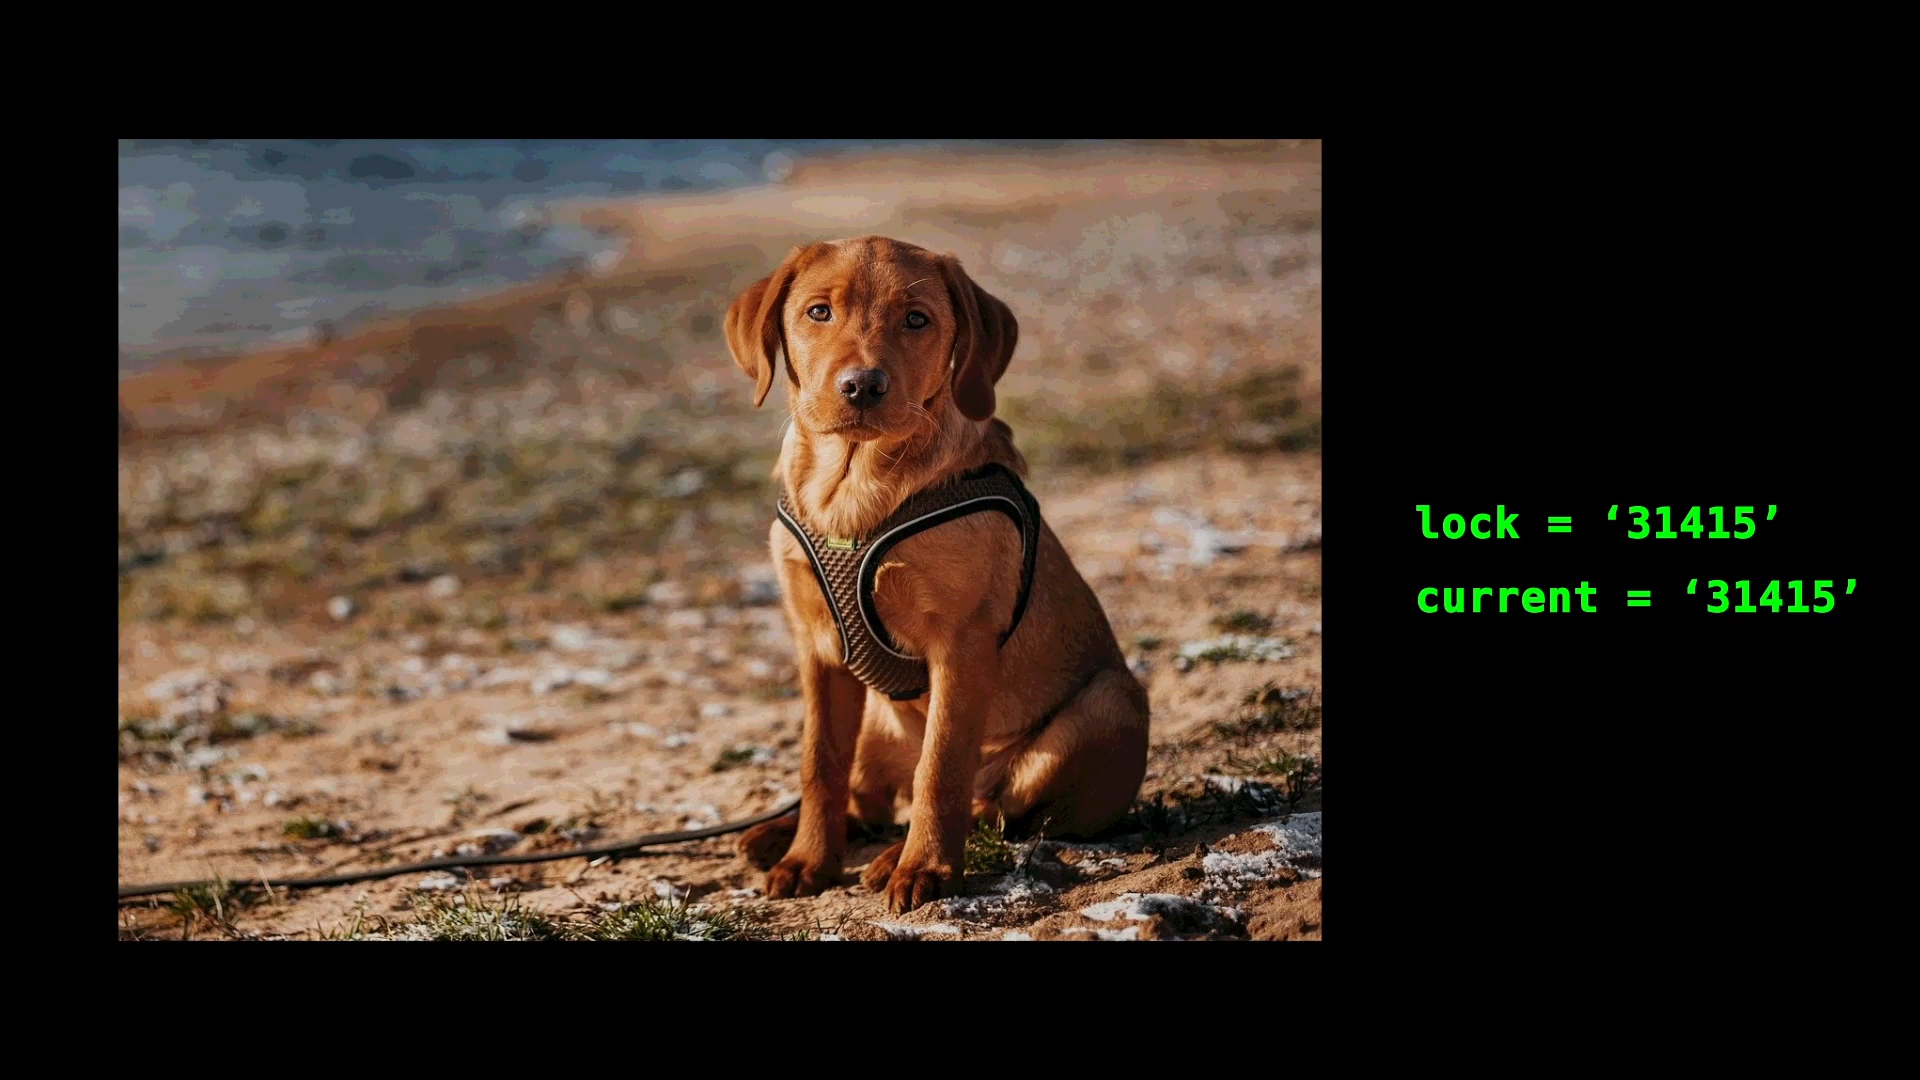 lock = ‘31415’
current = ‘31415’